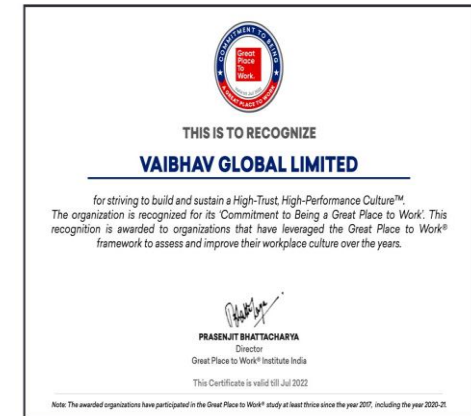 COMMITMENT TO BEING
Great
Place
To
Work.
A GREAT PLACE TO WORK
THIS IS TO RECOGNIZE
VAIBHAV GLOBAL LIMITED
for striving to build and sustain a High-Trust, High-Performance Culture™.
The organization is recognized for its ‘Commitment to Being a Great Place to Work’. This
recognition is awarded to organizations that have leveraged the Great Place to Work®
framework to assess and improve their workplace culture over the years.
PRASENJIT BHATTACHARYA
Director
Great Place to Work® Institute India
This Certificate is valid till Jul 2022
Note: The awarded organizations have participated in the Great Place to Work® study at least thrice since the year 2017, including the year 2020-21.